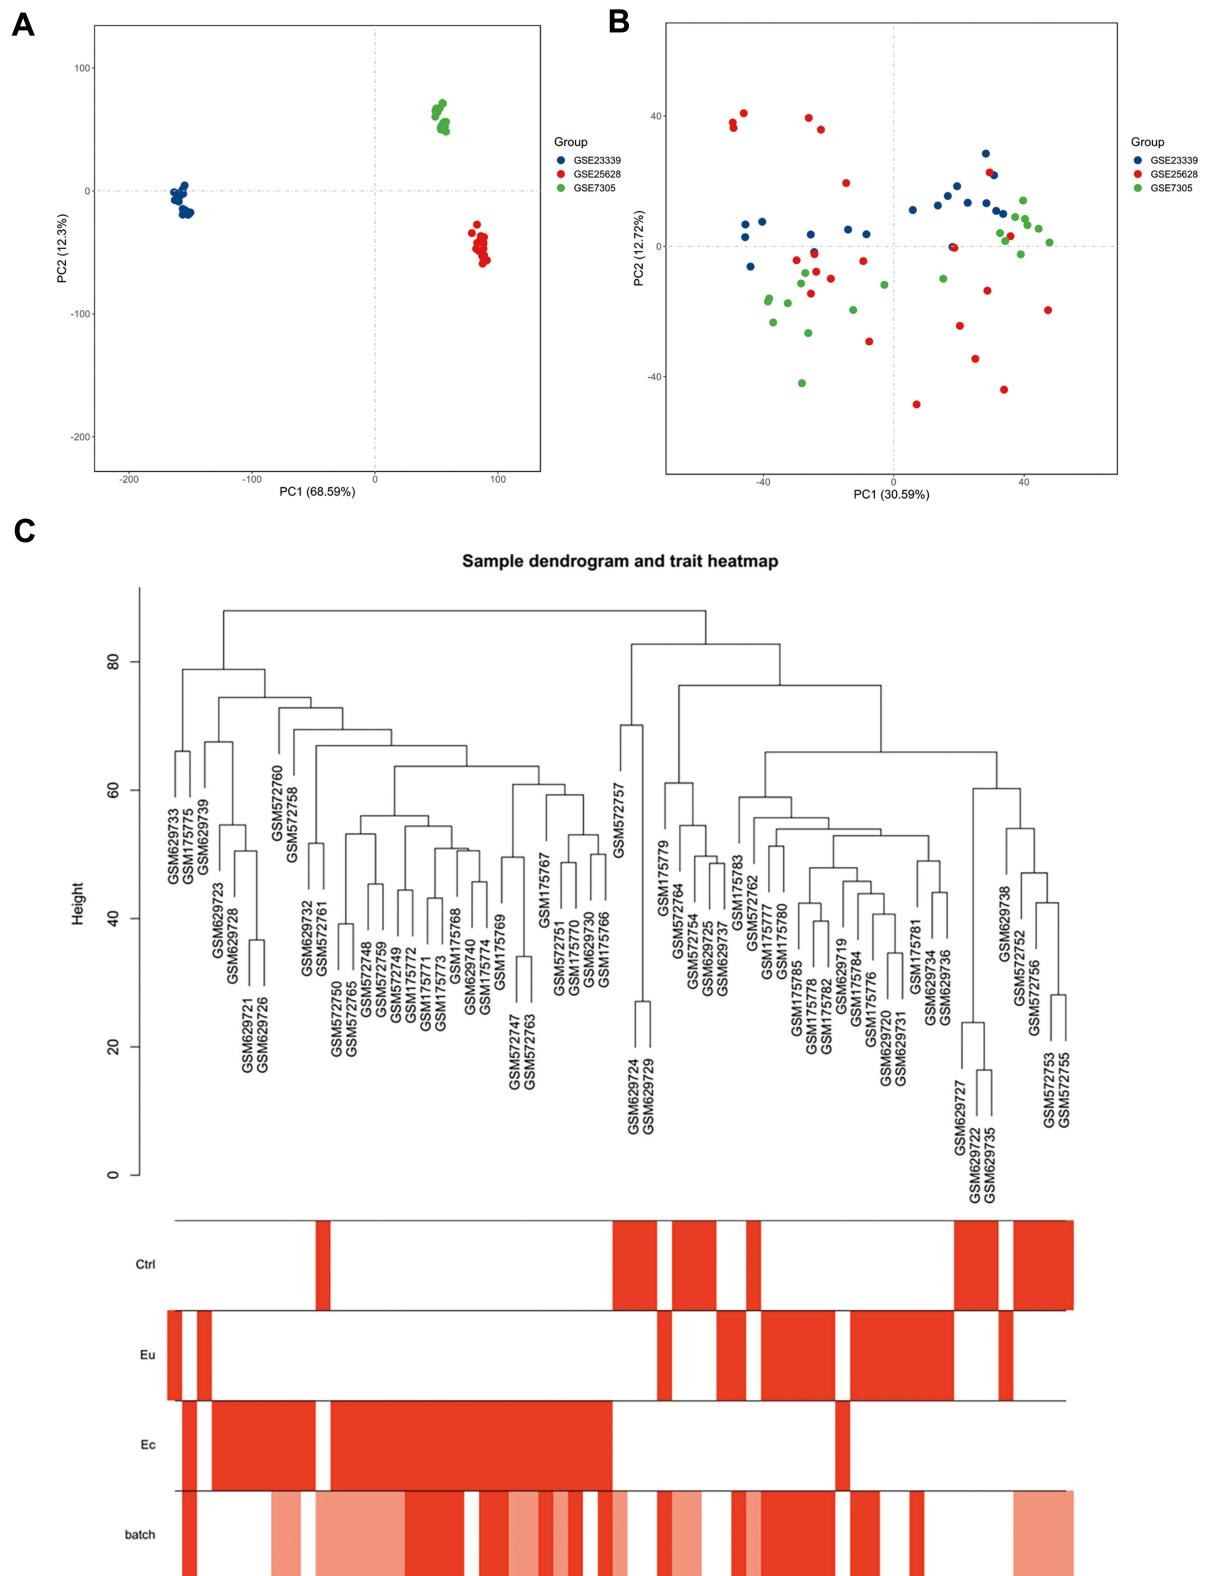 A
100
0
-100
-200
PC2 (12.3%)
-200
-100
0
100
PC1 (68.59%)
Group
GSE23339
GSE25628
GSE7305
B
40
0
-40
PC2 (12.72%)
-40
0
40
PC1 (30.59%)
Group
GSE23339
GSE25628
GSE7305
C
Sample dendrogram and trait heatmap
Height
80
60
40
20
0
GSM629733
GSM175775
GSM629739
GSM629723
GSM629728
GSM629721
GSM629726
GSM572760
GSM572758
GSM629732
GSM572761
GSM572750
GSM572765
GSM572748
GSM572759
GSM572749
GSM175772
GSM175771
GSM175773
GSM175768
GSM629740
GSM175774
GSM175769
GSM572747
GSM572763
GSM175767
GSM572751
GSM175770
GSM629730
GSM175766
GSM572757
GSM629724
GSM629729
GSM175779
GSM572764
GSM572754
GSM629725
GSM629737
GSM175783
GSM572762
GSM175777
GSM175780
GSM175785
GSM175778
GSM175782
GSM629719
GSM175784
GSM175776
GSM629720
GSM629731
GSM175781
GSM629734
GSM629736
GSM629727
GSM629722
GSM629735
GSM629738
GSM572752
GSM572756
GSM572753
GSM572755
Ctrl
Eu
Ec
batch